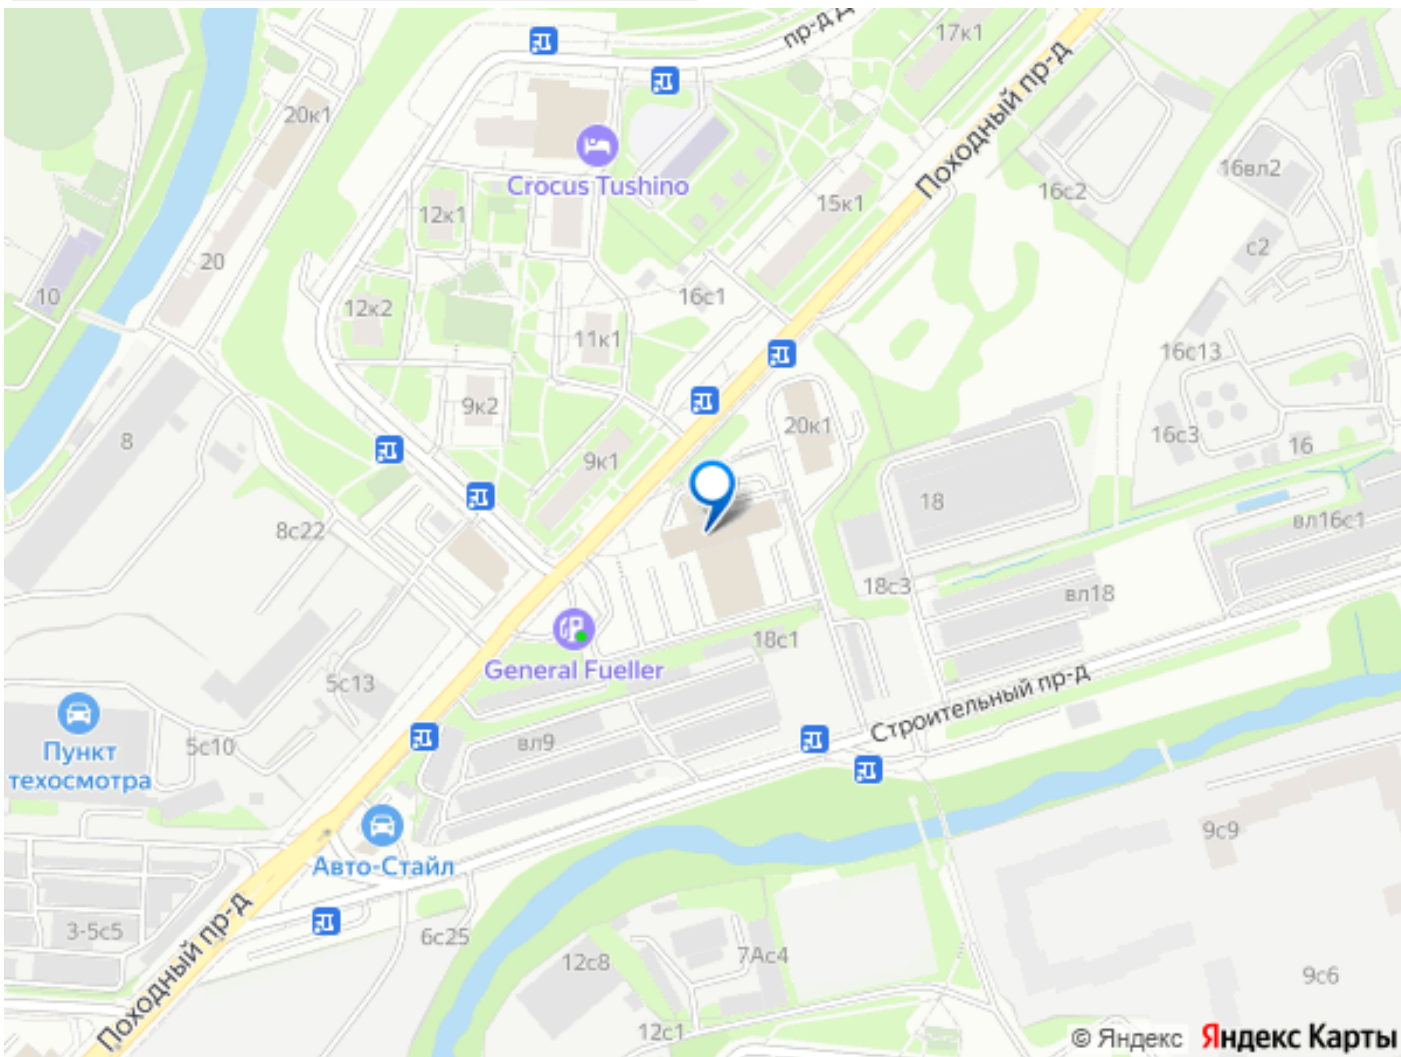 17к1
пр-д Д
Походный пр-д
20к1
Crocus Tushino
16вл2
16с2
15к1
12к1
с2
20
10
16с1
12к2
11к1
16с13
9к2
20к1
16с3
16
8
9к1
18
вл16с1
8с22
18с3
вл18
18с1
General Fueller
5с13
Строительный пр-д
Пункт
техосмотра
5с10
вл9
9с9
Авто-Стайл
Походный пр-д
3-5с5
6с25
12с8
7Ас4
9с6
12с1
© Яндекс Яндекс Карты